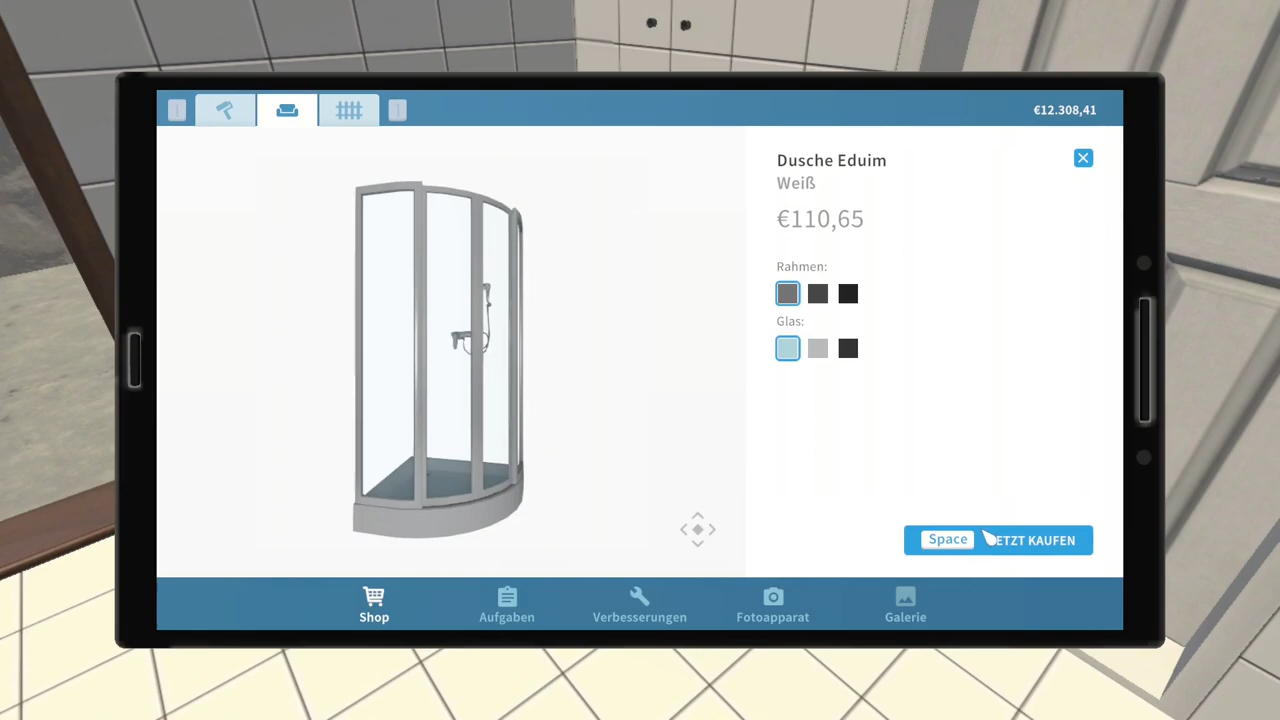 €12.308,41
Dusche Eduim
Weiß
€110,65
Rahmen:
Glas:
Space
ETZT KAUFEN
Shop
Aufgaben
Verbesserungen
Fotoapparat
Galerie